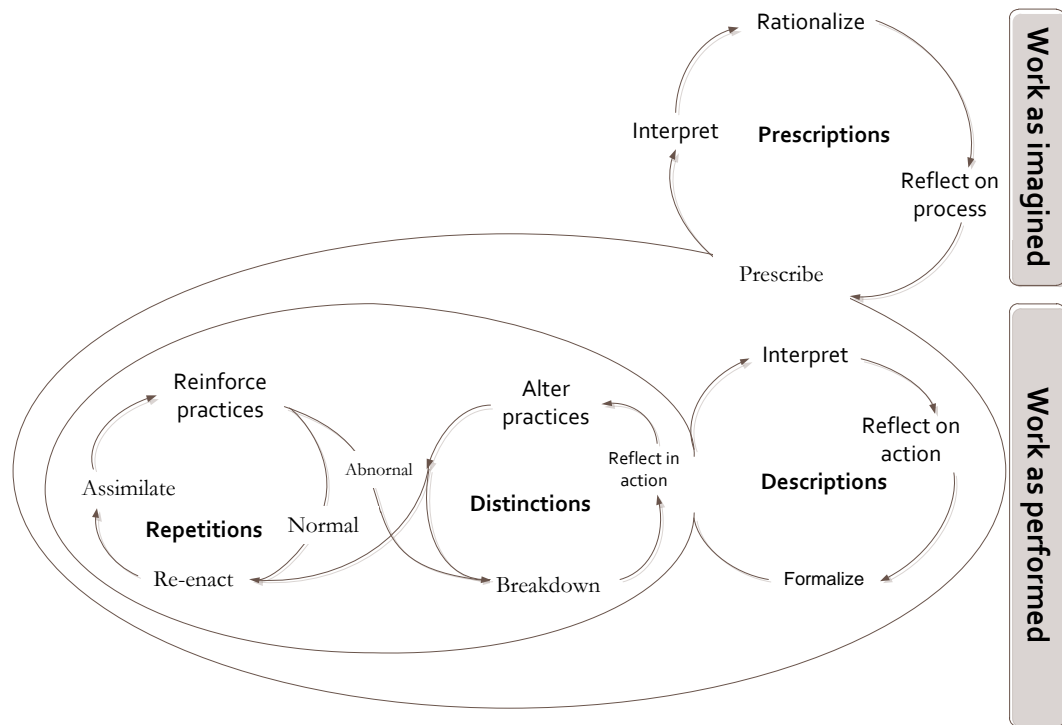 Rationalize
Interpret
Prescriptions
Reflect on
process
Prescribe
Work as imagined
Interpret
Reflect on
action
Descriptions
Formalize
Alter
practices
Reflect in
action
Distinctions
Breakdown
Abnornal
Reinforce
practices
Assimilate
Repetitions
Normal
Re-enact
Work as performed